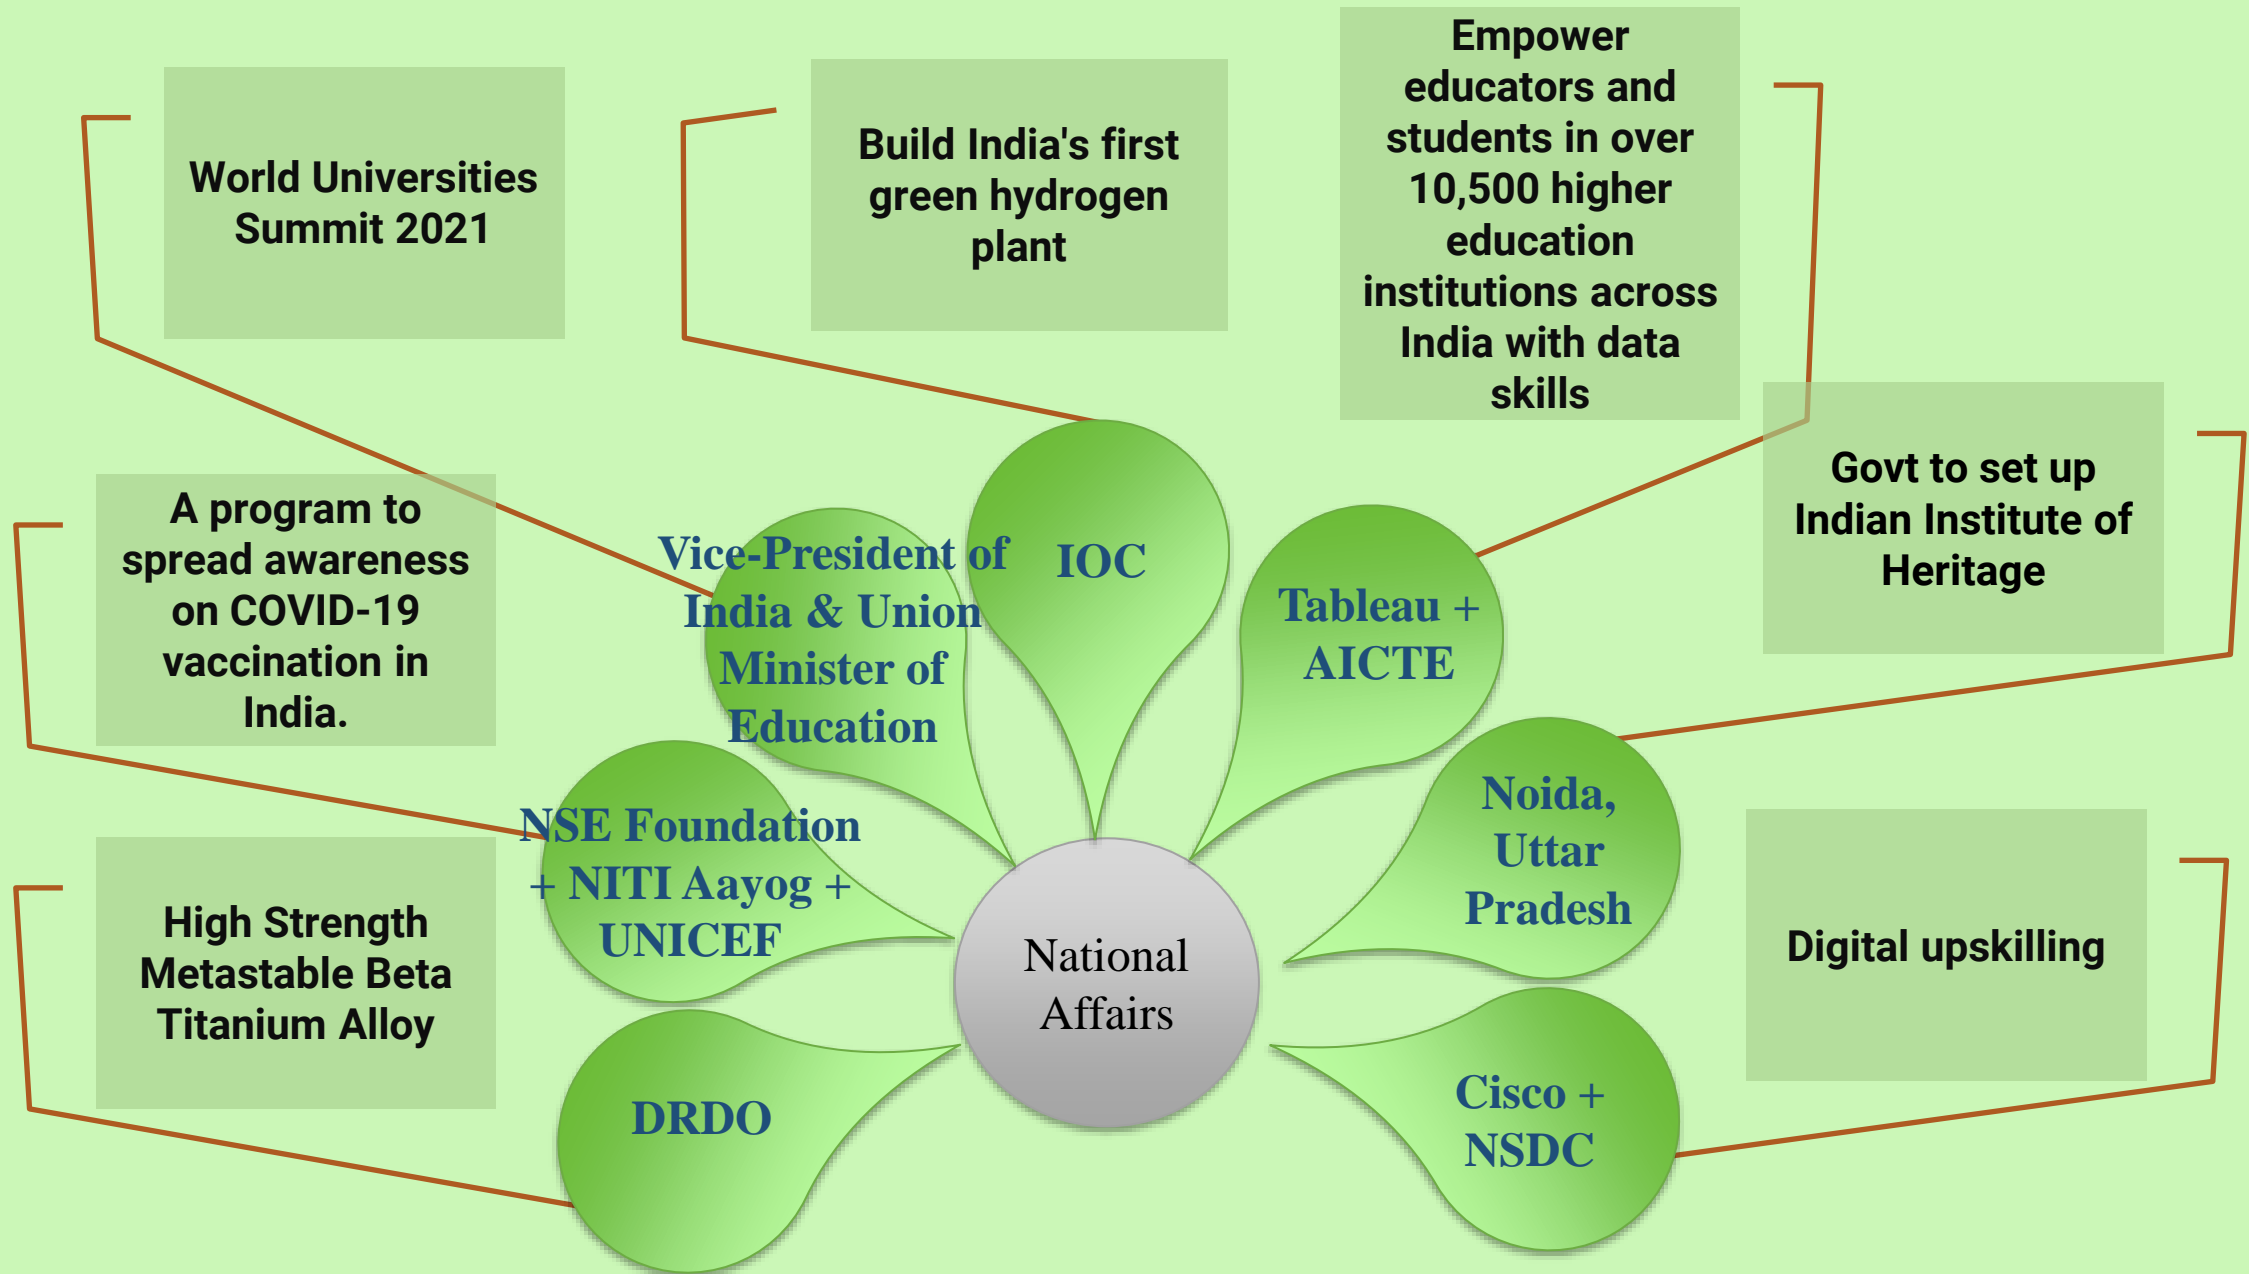 World Universities
Summit 2021
Build India's first
green hydrogen
plant
Empower
educators and
students in over
10,500 higher
education
institutions across
India with data
skills
Govt to set up
Indian Institute of
Heritage
A program to
spread awareness
on COVID-19
vaccination in
India.
High Strength
Metastable Beta
Titanium Alloy
Digital upskilling
Vice-President of
India & Union
Minister of
Education
IOC
Tableau +
AICTE
Noida,
Uttar
Pradesh
NSE Foundation
+ NITI Aayog +
UNICEF
DRDO
Cisco +
NSDC
National
Affairs